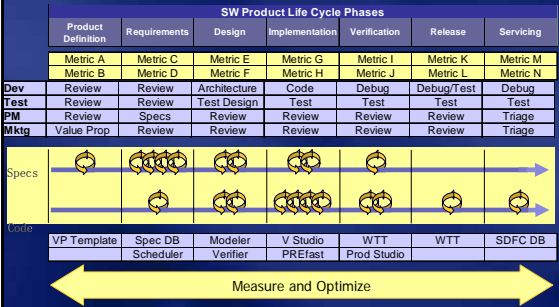 SW Product Life Cycle Phases
Product Definition Requirements Design Implementation Verification Release Servicing
Metric A Metric C Metric E Metric G Metric I Metric K Metric M
Metric B Metric D Metric F Metric H Metric J Metric L Metric N
Dev Review Review Architecture Code Debug Debug/Test Debug
Test Review Review Test Design Test Test Test Test
PM Review Specs Review Review Review Review Triage
Mktg Value Prop Review Review Review Review Review Triage
Specs
Code
VP Template Spec DB Modeler V Studio WTT WTT SDFC DB
Scheduler Verifier PREfast Prod Studio
Measure and Optimize